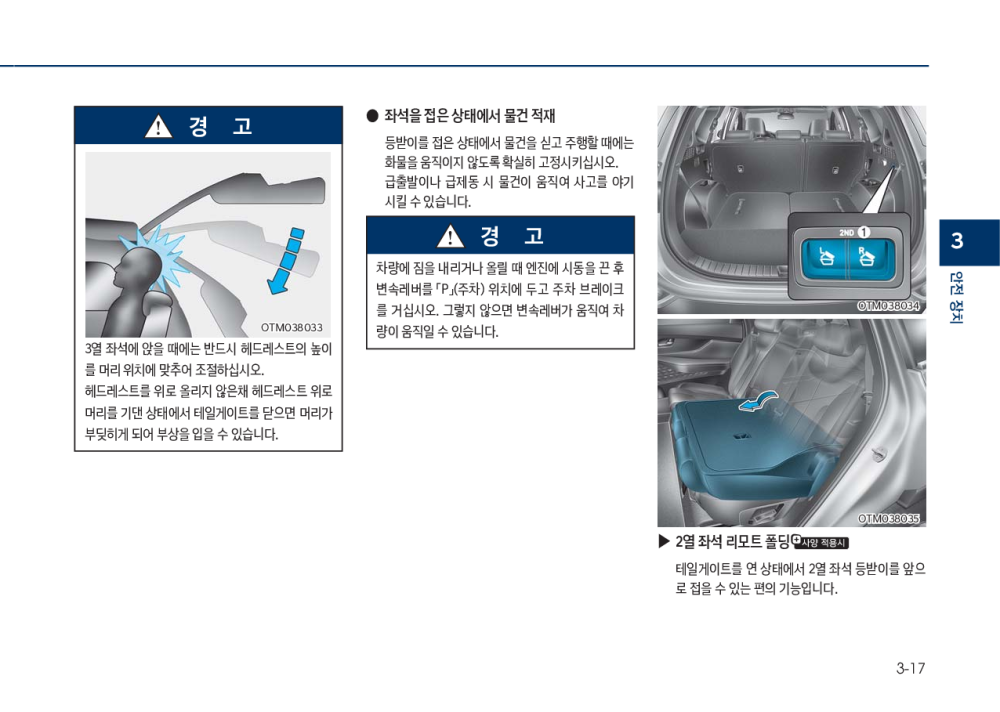 경 고
OTM038033
3열 좌석에 앉을 때에는 반드시 헤드레스트의 높이
를 머리 위치에 맞추어 조절하십시오.
헤드레스트를 위로 올리지 않은채 헤드레스트 위로
머리를 기댄 상태에서 테일게이트를 닫으면 머리가
부딪히게 되어 부상을 입을 수 있습니다.
● 좌석을 접은 상태에서 물건 적재
등받이를 접은 상태에서 물건을 싣고 주행할 때에는
화물을 움직이지 않도록 확실히 고정시키십시오.
급출발이나 급제동 시 물건이 움직여 사고를 야기
시킬 수 있습니다.
경 고
차량에 짐을 내리거나 올릴 때 엔진에 시동을 끈 후
변속레버를 「P」(주차) 위치에 두고 주차 브레이크
를 거십시오. 그렇지 않으면 변속레버가 움직여 차
량이 움직일 수 있습니다.
2ND 1
L R
OTM038034
OTM038035
▶ 2열 좌석 리모트 폴딩 사양 적용시
테일게이트를 연 상태에서 2열 좌석 등받이를 앞으
로 접을 수 있는 편의 기능입니다.
3
안전 장치
3-17